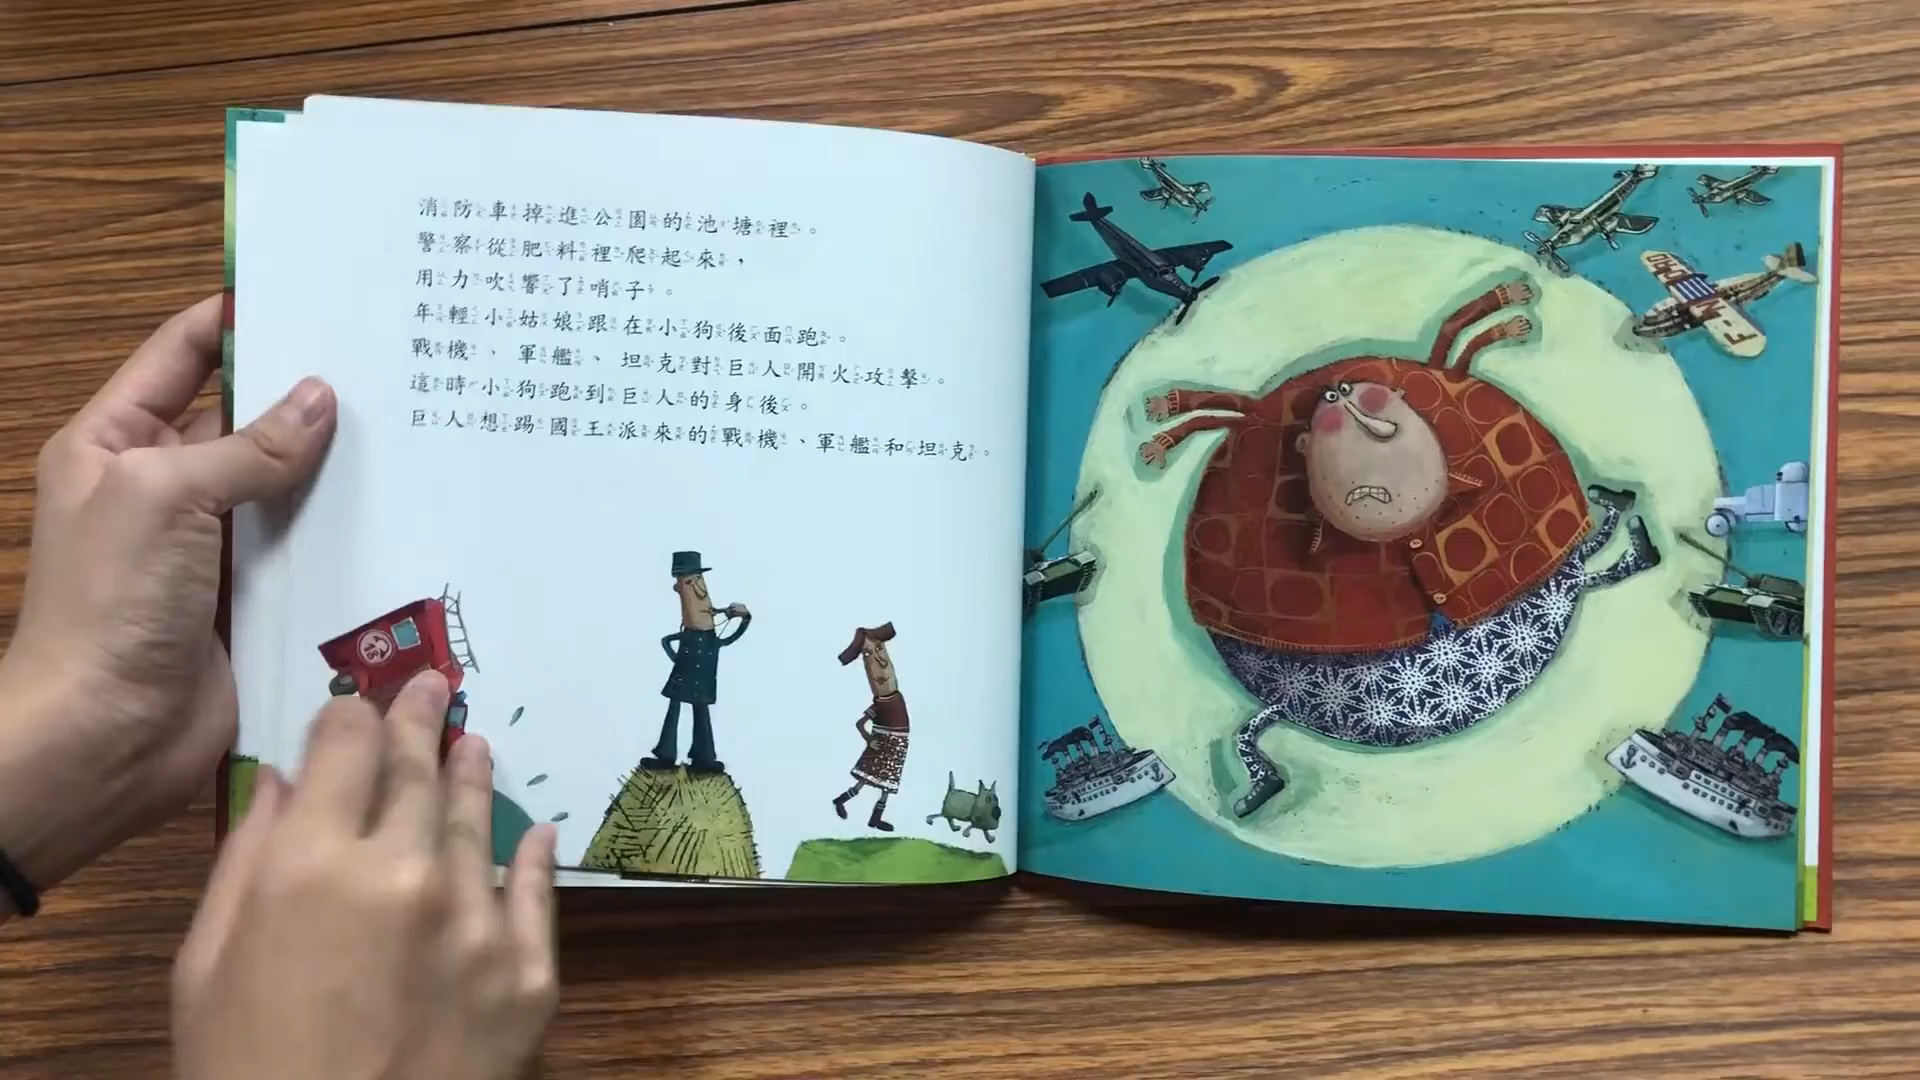 消防車掉進公園的池塘裡。
警察從肥料裡爬起來，
用力吹響了哨子。
年輕小姑娘跟在小狗後面跑。
戰機、軍艦、坦克對巨人開火攻擊。
這時小狗跑到巨人的身後。
巨人想踢國王派來的戰機、軍艦和坦克。
18